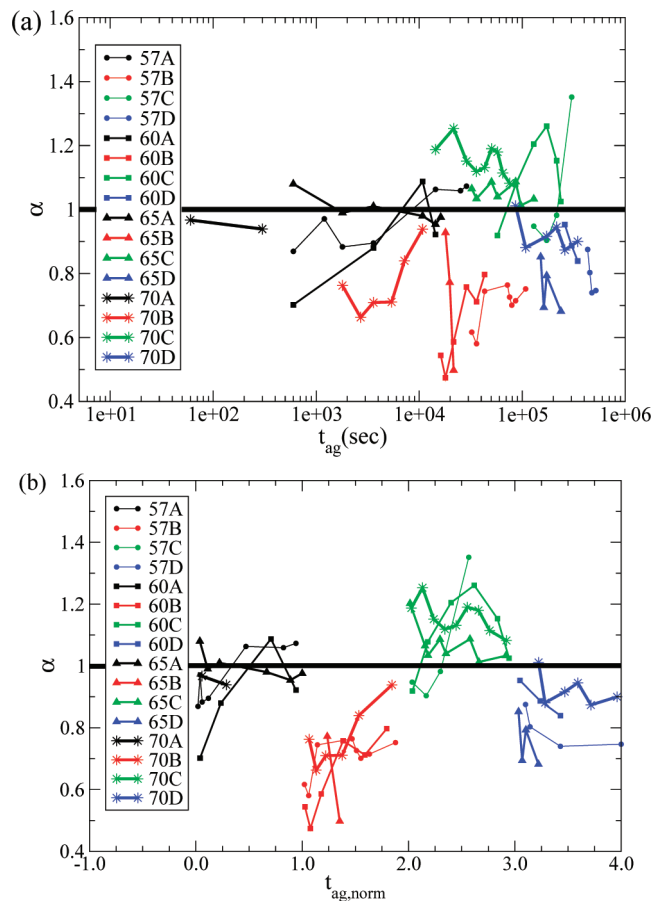 (a)
1.6
1.4
1.2
1
0.8
0.6
0.4
α
57A
57B
57C
57D
60A
60B
60C
60D
65A
65B
65C
65D
70A
70B
70C
70D
1e+01 1e+02 1e+03 1e+04 1e+05 1e+06
tag(sec)
(b)
1.6
1.4
1.2
1
0.8
0.6
0.4
α
57A
57B
57C
57D
60A
60B
60C
60D
65A
65B
65C
65D
70A
70B
70C
70D
-1.0 0.0 1.0 2.0 3.0 4.0
tag,norm